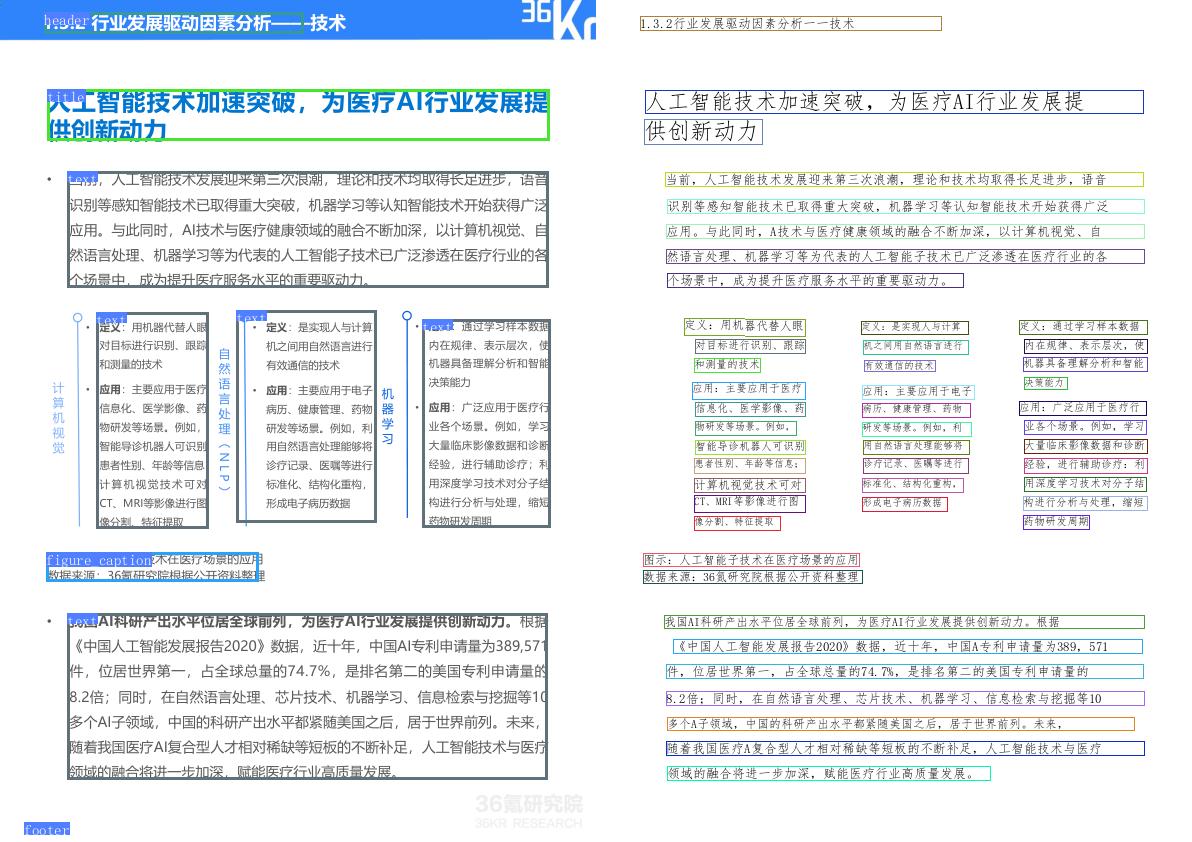 header
1.3.2 行业发展驱动因素分析——技术
36Kr
title
人工智能技术加速突破，为医疗AI行业发展提
供创新动力
text
• 当前，人工智能技术发展迎来第三次浪潮，理论和技术均取得长足进步，语音
识别等感知智能技术已取得重大突破，机器学习等认知智能技术开始获得广泛
应用。与此同时，AI技术与医疗健康领域的融合不断加深，以计算机视觉、自
然语言处理、机器学习等为代表的人工智能子技术已广泛渗透在医疗行业的各
个场景中，成为提升医疗服务水平的重要驱动力。
计算机视觉
text
• 定义：用机器代替人眼
对目标进行识别、跟踪
和测量的技术
• 应用：主要应用于医疗
信息化、医学影像、药
物研发等场景。例如，
智能导诊机器人可识别
患者性别、年龄等信息
计算机视觉技术可对
CT、MRI等影像进行图
像分割、特征提取
自然语言处理（NLP）
text
• 定义：是实现人与计算
机之间用自然语言进行
有效通信的技术
• 应用：主要应用于电子
病历、健康管理、药物
研发等场景。例如，利
用自然语言处理能够将
诊疗记录、医嘱等进行
标准化、结构化重构，
形成电子病历数据
机器学习
text
• 通过学习样本数据
内在规律、表示层次，使
机器具备理解分析和智能
决策能力
• 应用：广泛应用于医疗行
业各个场景。例如，学习
大量临床影像数据和诊断
经验，进行辅助诊疗；利
用深度学习技术对分子结
构进行分析与处理，缩短
药物研发周期
figure caption
术在医疗场景的应用
数据来源：36氪研究院根据公开资料整理
text
• 我国AI科研产出水平位居全球前列，为医疗AI行业发展提供创新动力。根据
《中国人工智能发展报告2020》数据，近十年，中国AI专利申请量为389,571
件，位居世界第一，占全球总量的74.7%，是排名第二的美国专利申请量的
8.2倍；同时，在自然语言处理、芯片技术、机器学习、信息检索与挖掘等10
多个AI子领域，中国的科研产出水平都紧随美国之后，居于世界前列。未来，
随着我国医疗AI复合型人才相对稀缺等短板的不断补足，人工智能技术与医疗
领域的融合将进一步加深，赋能医疗行业高质量发展。
36氪研究院
36KR RESEARCH
footer
1.3.2行业发展驱动因素分析一一技术
人工智能技术加速突破，为医疗AI行业发展提
供创新动力
当前，人工智能技术发展迎来第三次浪潮，理论和技术均取得长足进步，语音
识别等感知智能技术已取得重大突破，机器学习等认知智能技术开始获得广泛
应用。与此同时，A技术与医疗健康领域的融合不断加深，以计算机视觉、自
然语言处理、机器学习等为代表的人工智能子技术已广泛渗透在医疗行业的各
个场景中，成为提升医疗服务水平的重要驱动力。
定义：用机器代替人眼
对目标进行识别、跟踪
和测量的技术
应用：主要应用于医疗
信息化、医学影像、药
物研发等场景。例如，
智能导诊机器人可识别
患者性别、年龄等信息；
计算机视觉技术可对
CT、MRI等影像进行图
像分割、特征提取
定义：是实现人与计算
机之间用自然语言进行
有效通信的技术
应用：主要应用于电子
病历、健康管理、药物
研发等场景。例如，利
用自然语言处理能够将
诊疗记录、医嘱等进行
标准化、结构化重构，
形成电子病历数据
定义：通过学习样本数据
内在规律、表示层次，使
机器具备理解分析和智能
决策能力
应用：广泛应用于医疗行
业各个场景。例如，学习
大量临床影像数据和诊断
经验，进行辅助诊疗：利
用深度学习技术对分子结
构进行分析与处理，缩短
药物研发周期
图示：人工智能子技术在医疗场景的应用
数据来源：36氪研究院根据公开资料整理
我国AI科研产出水平位居全球前列，为医疗AI行业发展提供创新动力。根据
《中国人工智能发展报告2020》数据，近十年，中国A专利申请量为389，571
件，位居世界第一，占全球总量的74.7%，是排名第二的美国专利申请量的
8.2倍；同时，在自然语言处理、芯片技术、机器学习、信息检索与挖掘等10
多个A子领域，中国的科研产出水平都紧随美国之后，居于世界前列。未来，
随着我国医疗A复合型人才相对稀缺等短板的不断补足，人工智能技术与医疗
领域的融合将进一步加深，赋能医疗行业高质量发展。